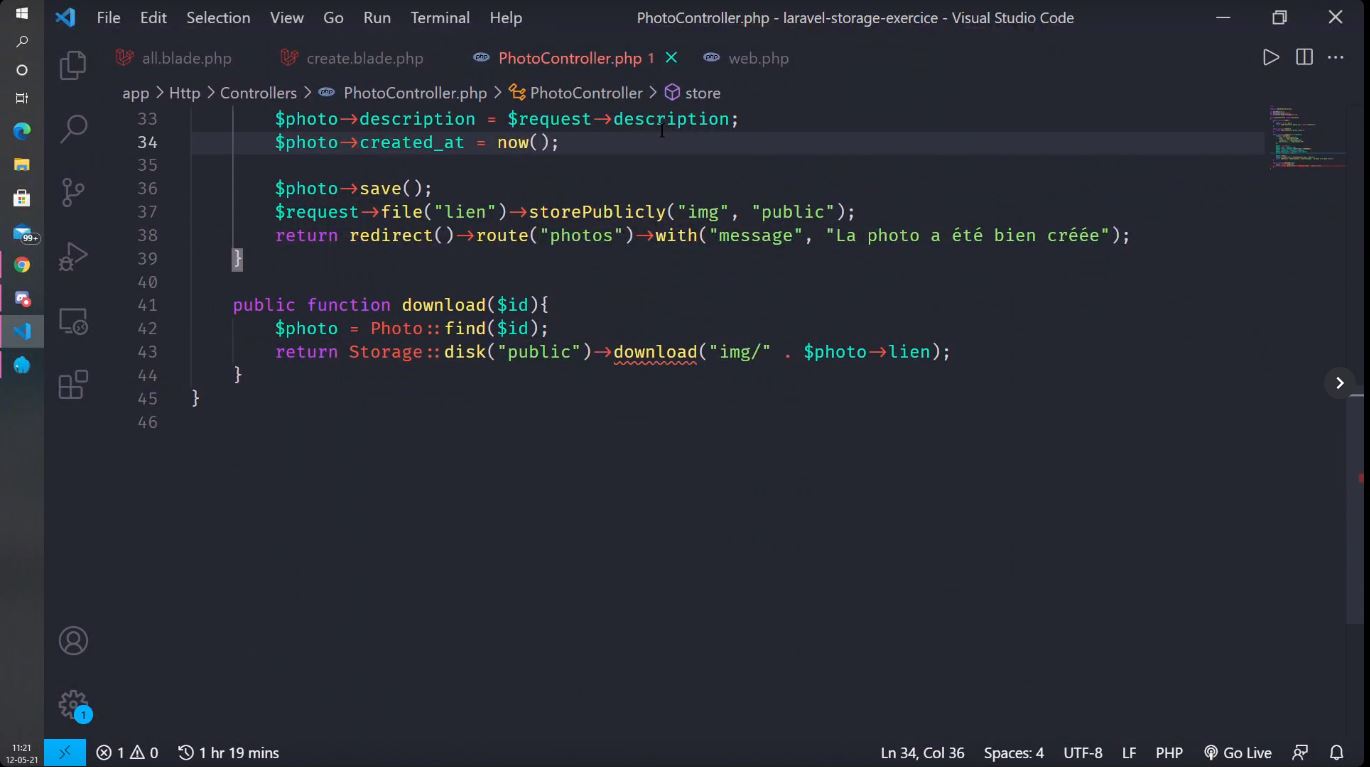 File Edit Selection View Go Run Terminal Help PhotoController.php - laravel-storage-exercice - Visual Studio Code
all.blade.php create.blade.php PhotoController.php 1 web.php
app > Http > Controllers > PhotoController.php > PhotoController > store
33 $photo->description = $request->description;
34 $photo->created_at = now();
35
36 $photo->save();
37 $request->file("lien")->storePublicly("img", "public");
38 return redirect()->route("photos")->with("message", "La photo a été bien créée");
39 }
40
41 public function download($id){
42 $photo = Photo::find($id);
43 return Storage::disk("public")->download("img/" . $photo->lien);
44 }
45 }
46
99+
1
11:21
12-05-21
1 0 1 hr 19 mins Ln 34, Col 36 Spaces: 4 UTF-8 LF PHP Go Live